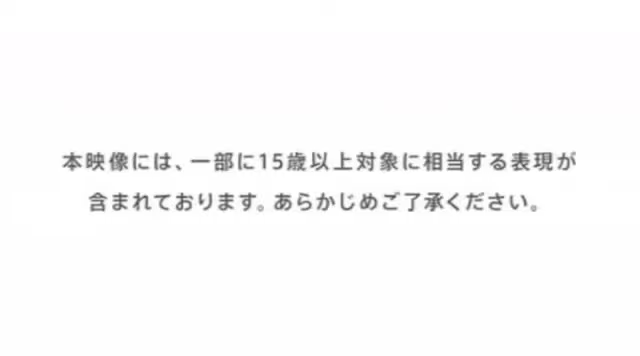 本映像には、一部に15歳以上対象に相当する表現が
含まれております。あらかじめご了承ください。